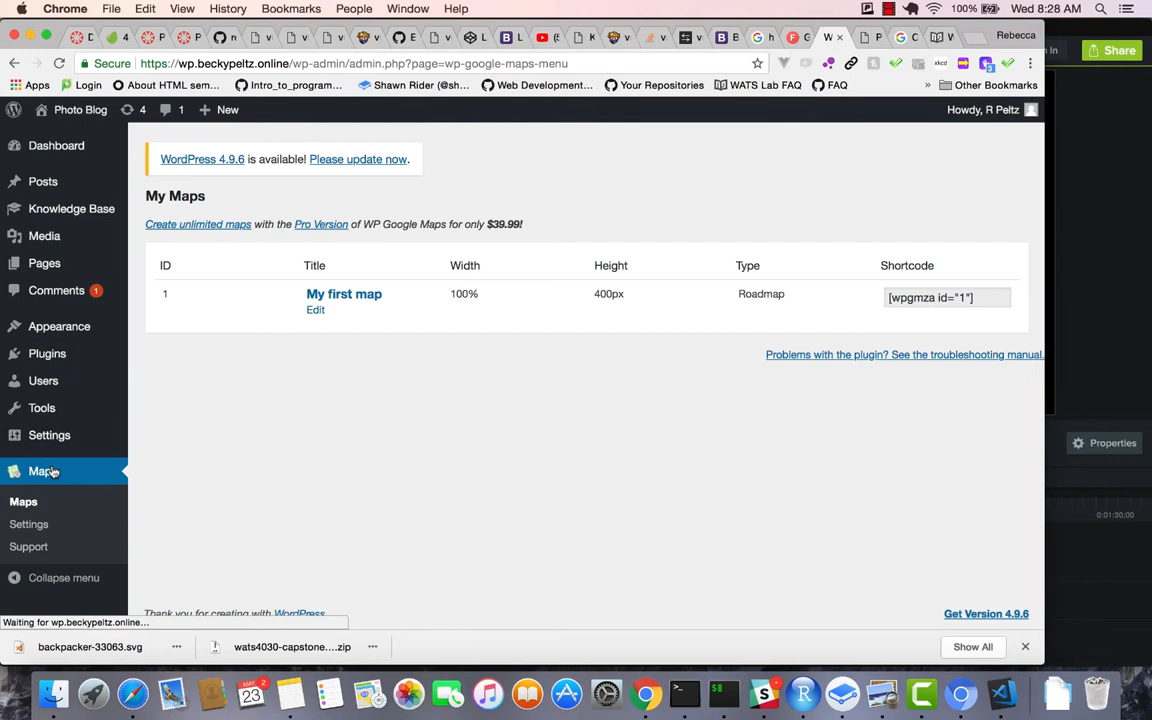 Chrome File Edit View History Bookmarks People Window Help 100% Wed 8:28 AM
Rebecca
Secure https://wp.beckypeltz.online/wp-admin/admin.php?page=wp-google-maps-menu
Share
Apps Login About HTML sem... Intro_to_program... Shawn Rider (@sh... Web Development... Your Repositories WATS Lab FAQ FAQ » Other Bookmarks
Photo Blog 4 1 New Howdy, R Peltz
Dashboard
Posts
Knowledge Base
Media
Pages
Comments 1
Appearance
Plugins
Users
Tools
Settings
Maps
Maps
Settings
Support
Collapse menu
WordPress 4.9.6 is available! Please update now.
My Maps
Create unlimited maps with the Pro Version of WP Google Maps for only $39.99!
ID Title Width Height Type Shortcode
1 My first map 100% 400px Roadmap [wpgmza id="1"]
Edit
Problems with the plugin? See the troubleshooting manual.
Properties
0:01:30;00
Thank you for creating with WordPress
Get Version 4.9.6
Waiting for wp.beckypeltz.online...
backpacker-33063.svg wats4030-capstone....zip Show All
MAY
23